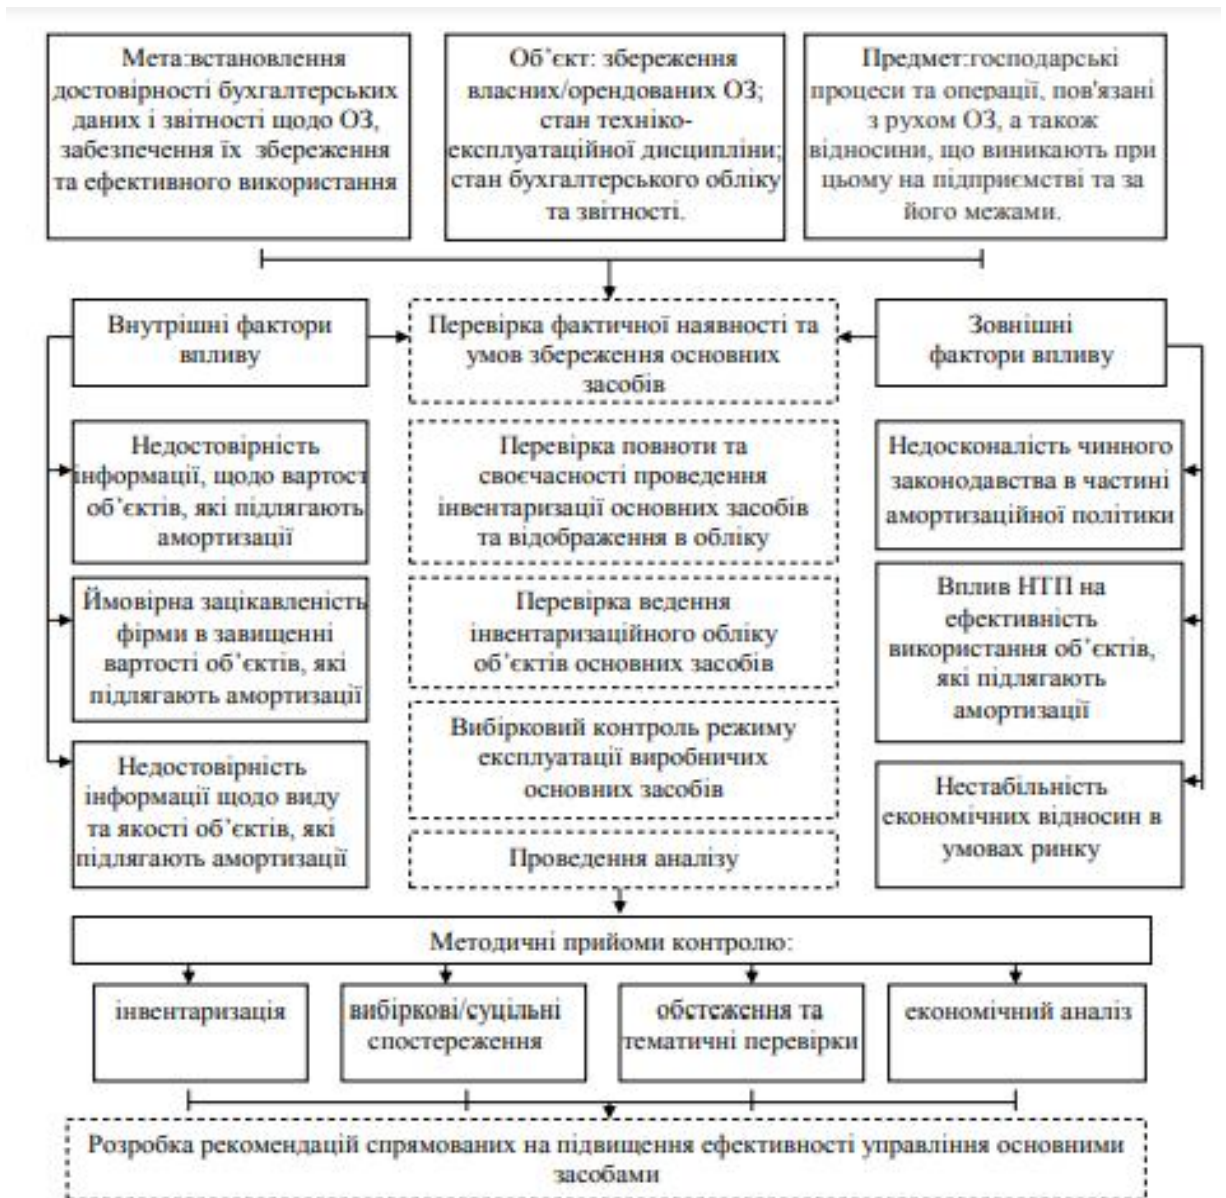 Мета:встановлення
достовірності бухгалтерських
даних і звітності щодо ОЗ,
забезпечення їх збереження
та ефективного використання
Об’єкт: збереження
власних/орендованих ОЗ;
стан техніко-
експлуатаційної дисципліни;
стан бухгалтерського обліку
та звітності.
Предмет:господарські
процеси та операції, пов'язані
з рухом ОЗ, а також
відносини, що виникають при
цьому на підприємстві та за
його межами.
Внутрішні фактори
впливу
Перевірка фактичної наявності та
умов збереження основних
засобів
Зовнішні
фактори впливу
Недостовірність
інформації, щодо вартост
об’єктів, які підлягають
амортизації
Ймовірна зацікавленість
фірми в завищенні
вартості об’єктів, які
підлягають амортизації
Недостовірність
інформації щодо виду
та якості об’єктів, які
підлягають амортизації
Перевірка повноти та
своєчасності проведення
інвентаризації основних засобів
та відображення в обліку
Перевірка ведення
інвентаризаційного обліку
об’єктів основних засобів
Вибірковий контроль режиму
експлуатації виробничих
основних засобів
Проведення аналізу
Недосконалість чинного
законодавства в частині
амортизаційної політики
Вплив НТП на
ефективність
використання об’єктів,
які підлягають
амортизації
Нестабільність
економічних відносин в
умовах ринку
Методичні прийоми контролю:
інвентаризація
вибіркові/суцільні
спостереження
обстеження та
тематичні перевірки
економічний аналіз
Розробка рекомендацій спрямованих на підвищення ефективності управління основними
засобами